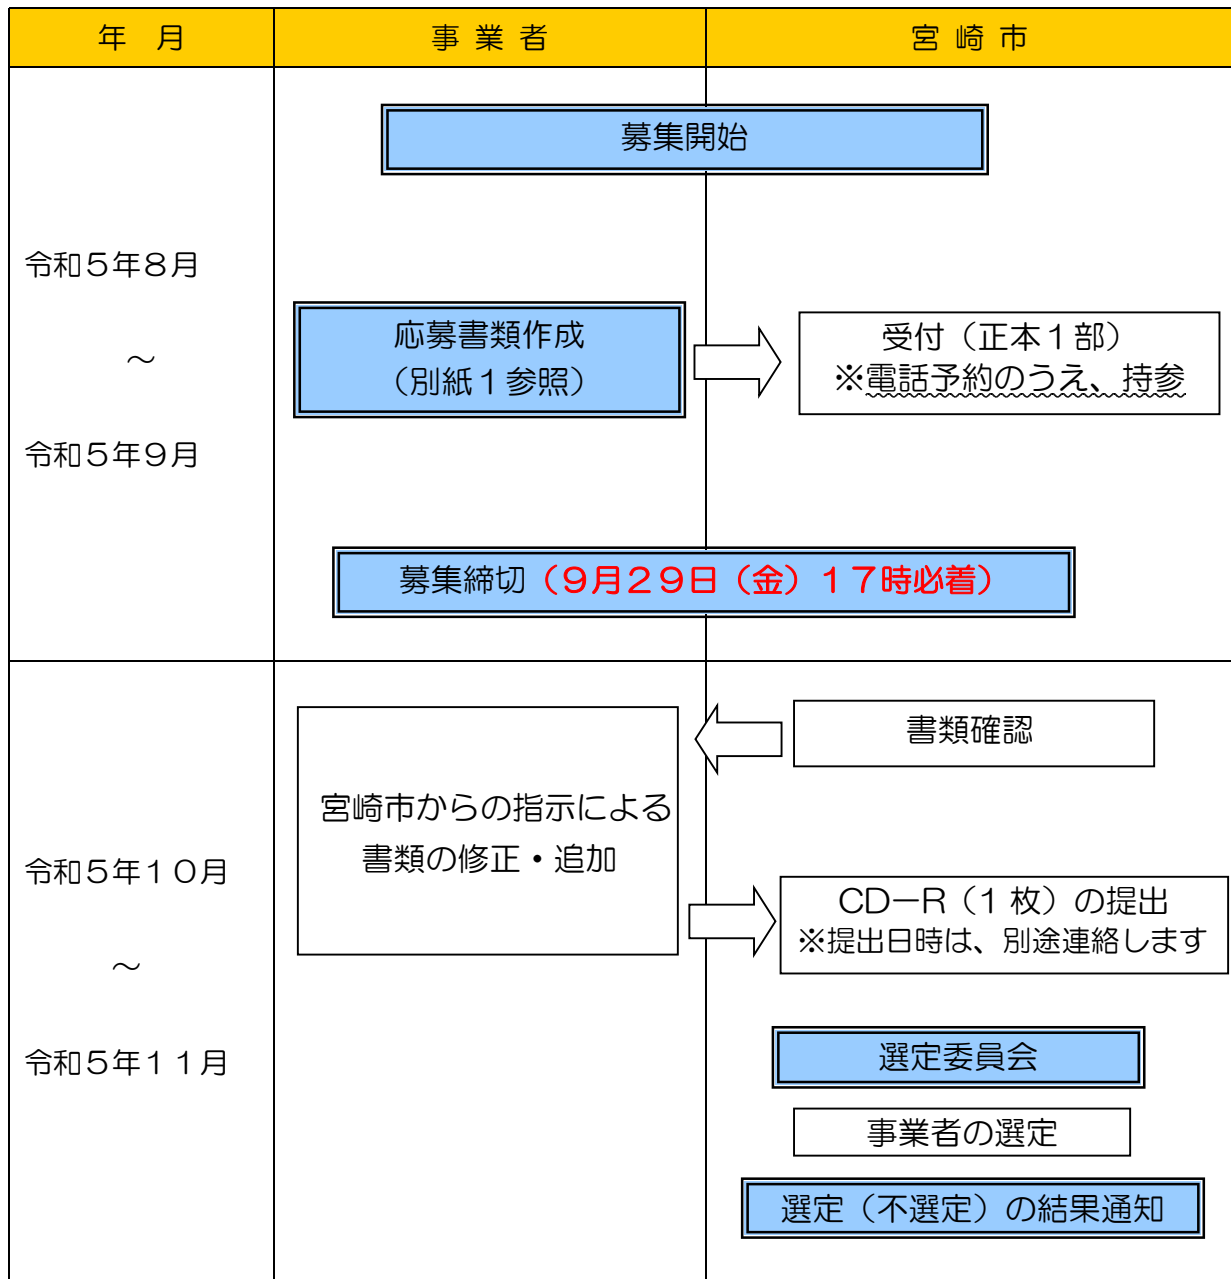 年　月
事 業 者
宮 崎 市
募集開始
令和５年８月
～
令和５年９月
応募書類作成
（別紙１参照）
受付（正本１部）
※電話予約のうえ、持参
募集締切（９月２９日（金）１７時必着）
令和５年１０月
～
令和５年１１月
書類確認
宮崎市からの指示による
書類の修正・追加
CD－R（1 枚）の提出
※提出日時は、別途連絡します
選定委員会
事業者の選定
選定（不選定）の結果通知